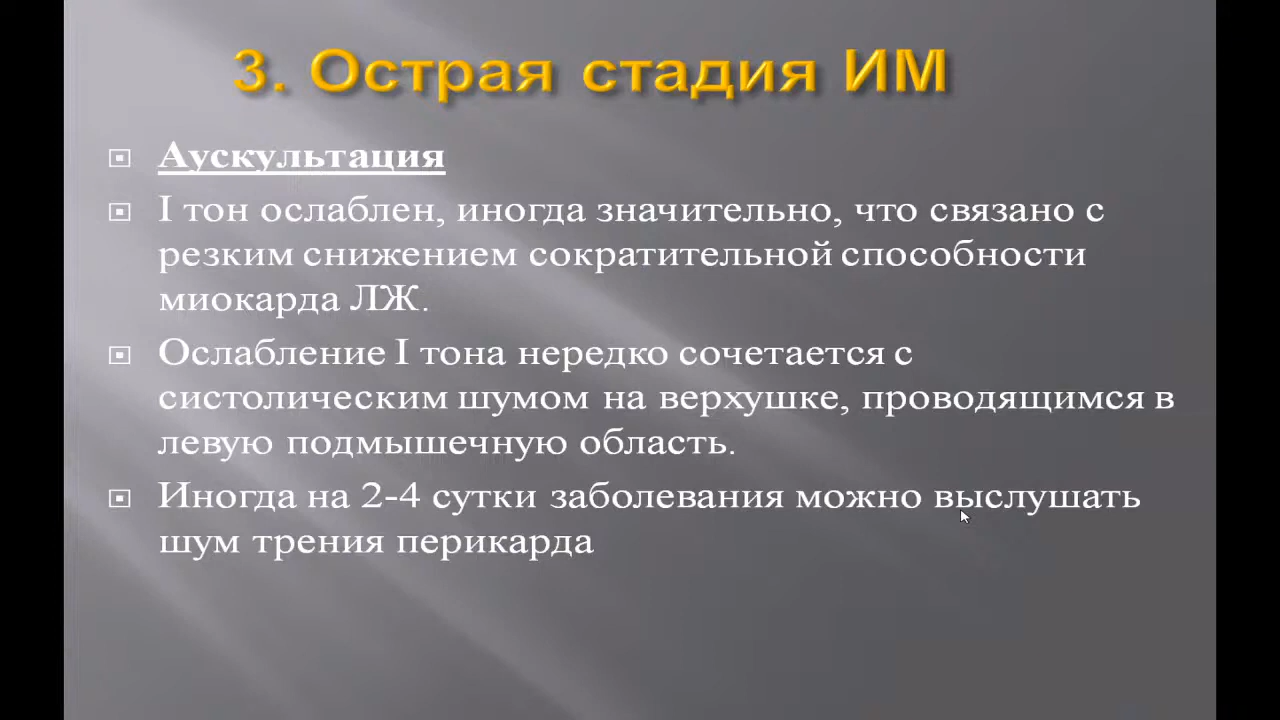 3. Острая стадия ИМ
Аускультация
I тон ослаблен, иногда значительно, что связано с
резким снижением сократительной способности
миокарда ЛЖ.
Ослабление I тона нередко сочетается с
систолическим шумом на верхушке, проводящимся в
левую подмышечную область.
Иногда на 2-4 сутки заболевания можно выслушать
шум трения перикарда